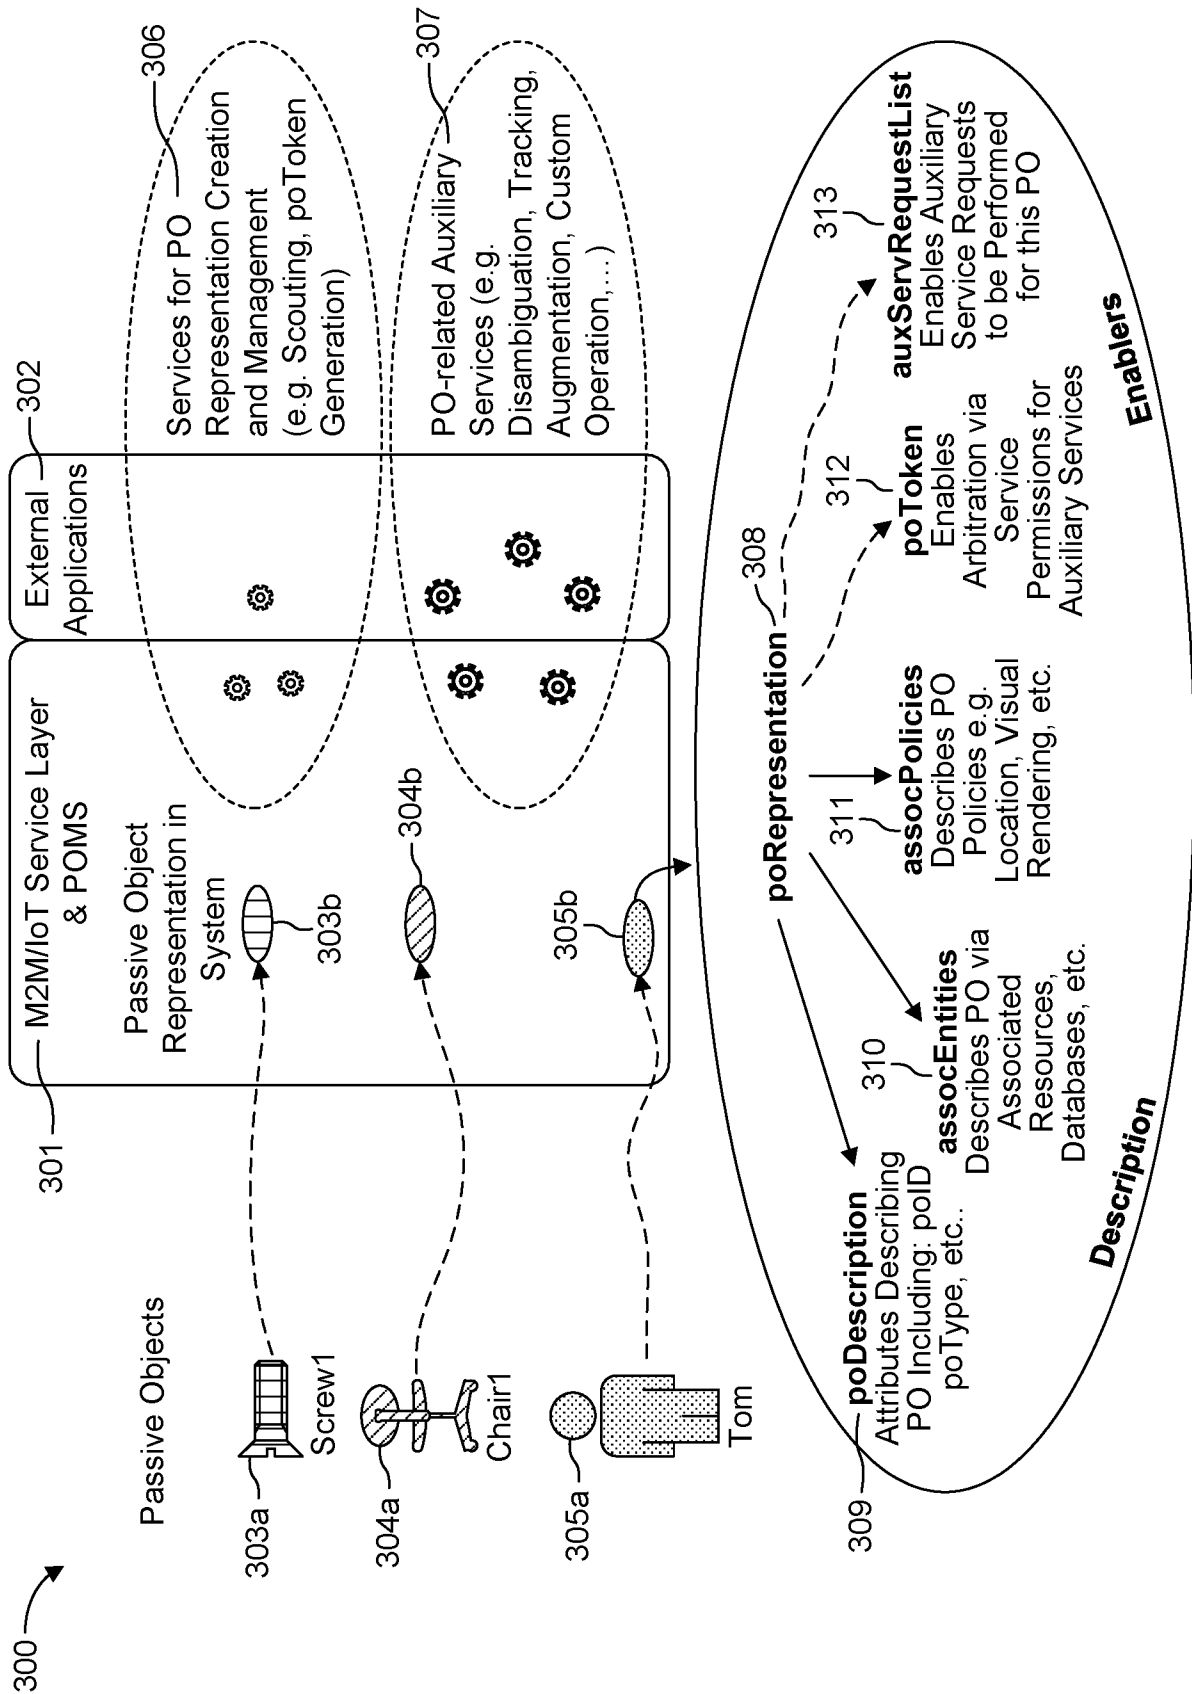 300
Passive Objects
303a
Screw1
304a
Chair1
305a
Tom
301
M2M/IoT Service Layer
& POMS
Passive Object
Representation in
System
303b
304b
305b
302
External
Applications
306
Services for PO
Representation Creation
and Management
(e.g. Scouting, poToken
Generation)
307
PO-related Auxiliary
Services (e.g.
Disambiguation, Tracking,
Augmentation, Custom
Operation,...)
308
poRepresentation
309
poDescription
Attributes Describing
PO Including: poID
poType, etc..
310
assocEntities
Describes PO via
Associated
Resources,
Databases, etc.
311
assocPolicies
Describes PO
Policies e.g.
Location, Visual
Rendering, etc.
312
poToken
Enables
Arbitration via
Service
Permissions for
Auxiliary Services
313
auxServRequestList
Enables Auxiliary
Service Requests
to be Performed
for this PO
Description
Enablers